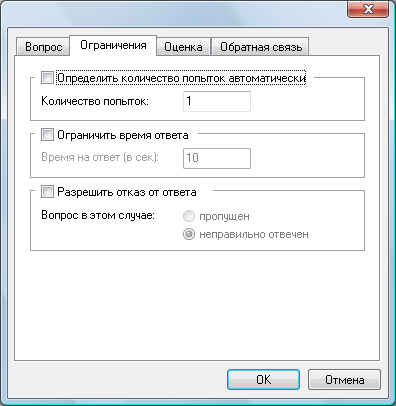 Вопрос Ограничения Оценка Обратная связь
Определить количество попыток автоматически
Количество попыток: 1
Ограничить время ответа
Время на ответ (в сек): 10
Разрешить отказ от ответа
Вопрос в этом случае: пропущен
неправильно отвечен
OK Отмена